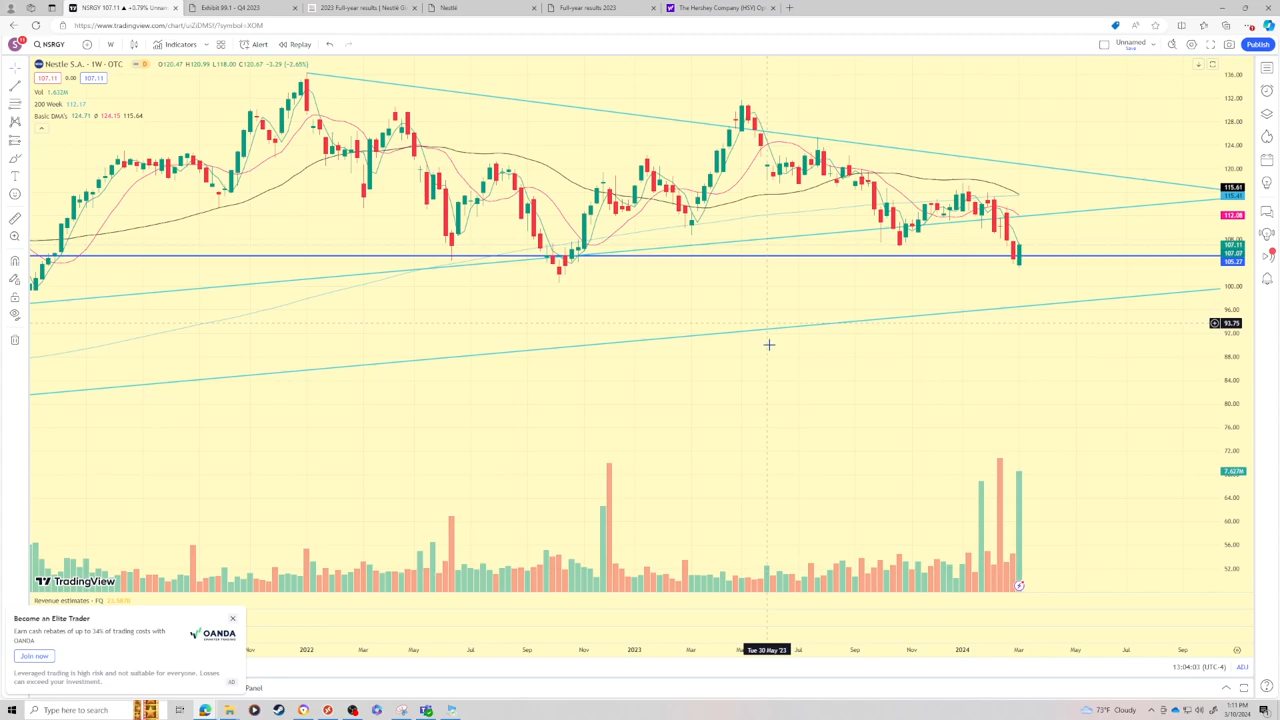 NSRGY 107.11 ▲ +0.79% Unnam
Exhibit 99.1 - Q4 2023
2023 Full-year results | Nestlé Glo
Nestlé
Full-year results 2023
The Hershey Company (HSY) Opt
https://www.tradingview.com/chart/uiZiDMSf/?symbol=XOM
NSRGY
W
Indicators
Alert
Replay
Unnamed
Save
Publish
Nestle S.A. · 1W · OTC
D
O120.47 H120.99 L118.00 C120.67 -3.29 (-2.65%)
107.11 0.00 107.11
Vol 1.632M
200 Week 112.17
Basic DMA's 124.71 Ø 124.15 115.64
136.00
132.00
128.00
124.00
120.00
115.61
115.41
112.08
108.00
107.11
107.07
105.27
100.00
96.00
93.75
92.00
88.00
84.00
80.00
76.00
72.00
7.627M
64.00
60.00
56.00
52.00
TradingView
Revenue estimates - FQ
Become an Elite Trader
Earn cash rebates of up to 34% of trading costs with
OANDA
OANDA
Join now
Leveraged trading is high risk and not suitable for everyone. Losses
can exceed your investment.
AD
Nov 2022 Mar May Jul Sep Nov 2023 Mar Tue 30 May '23 Jul Sep Nov 2024 Mar May Jul Sep
13:04:03 (UTC-4) ADJ
Panel
Type here to search
73°F Cloudy
1:11 PM
3/10/2024